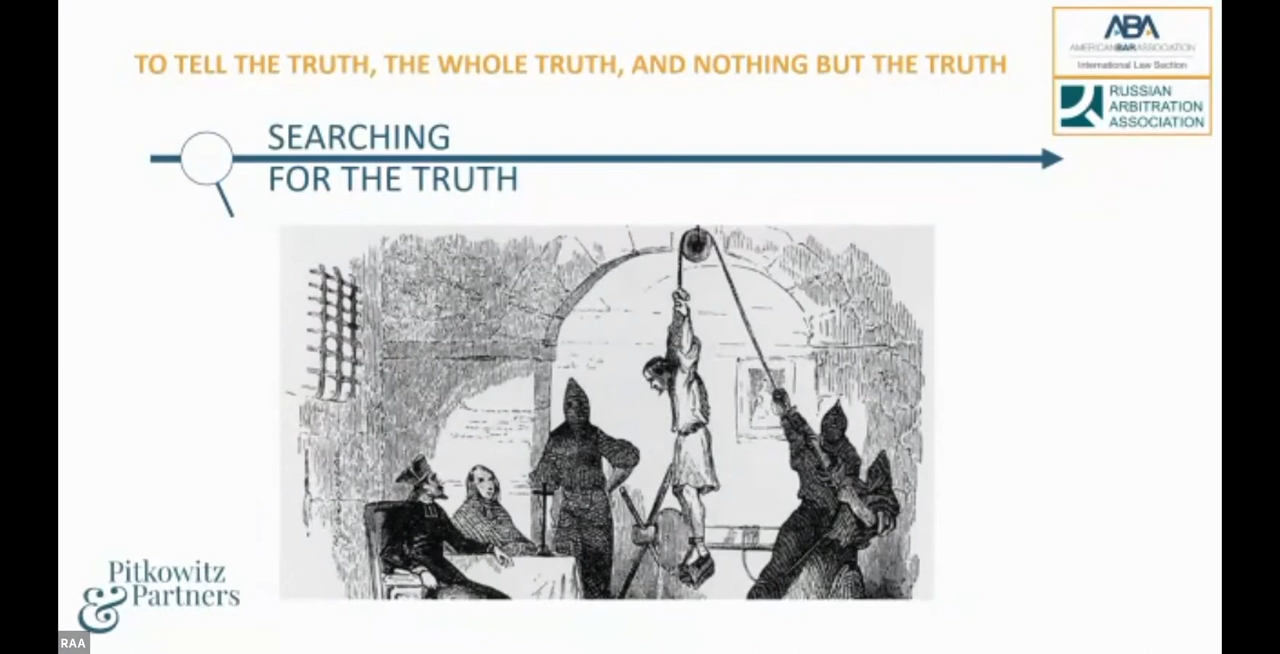 TO TELL THE TRUTH, THE WHOLE TRUTH, AND NOTHING BUT THE TRUTH
ABA
AMERICAN BAR ASSOCIATION
International Law Section
RUSSIAN
ARBITRATION
ASSOCIATION
SEARCHING
FOR THE TRUTH
Pitkowitz
& Partners
RAA